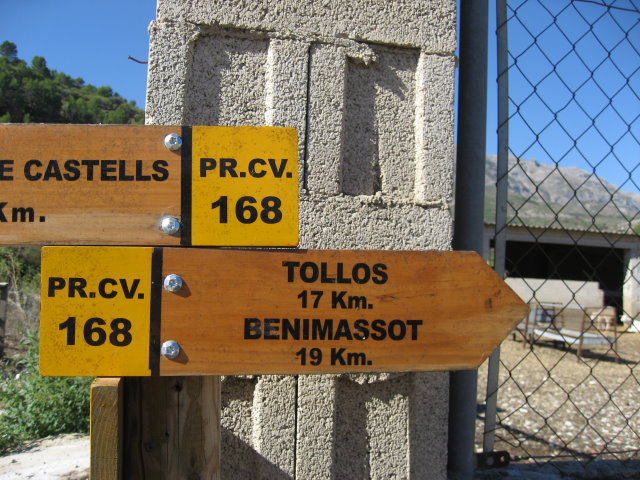 E CASTELLS
Km.
PR.CV.
168
PR.CV.
168
TOLLOS
17 Km.
BENIMASSOT
19 Km.